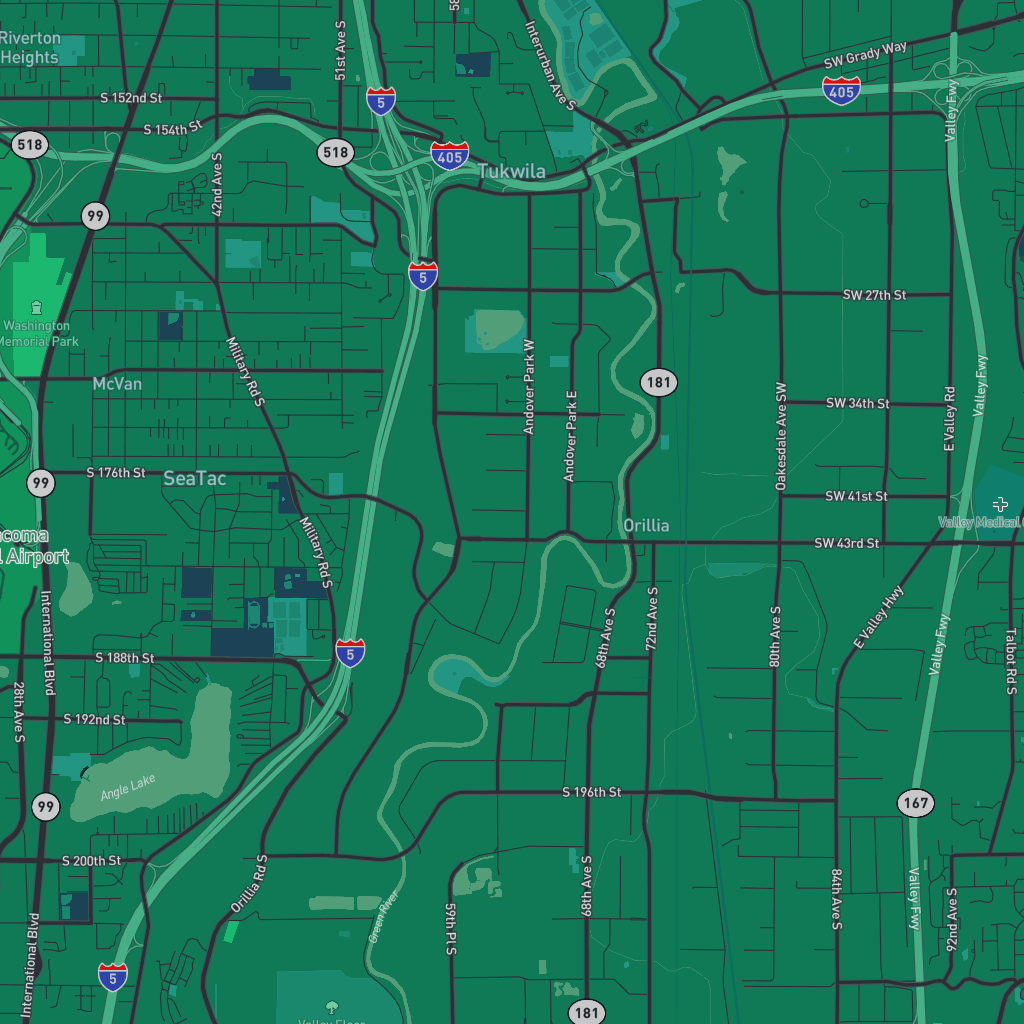 58
Riverton
Heights
51st Ave S
Interurban Ave S
SW Grady Way
405
5
S 152nd St
Valley Fwy
S 154th St
518
518
405
Tukwila
42nd Ave S
99
5
SW 27th St
Washington
Memorial Park
Military Rd S
McVan
Andover Park W
181
Andover Park E
Oakesdale Ave SW
SW 34th St
E Valley Rd
Valley Fwy
S 176th St
SeaTac
99
SW 41st St
Valley Medical
Orillia
SW 43rd St
Military Rd S
coma
l Airport
International Blvd
68th Ave S
72nd Ave S
80th Ave S
E Valley Hwy
Valley Fwy
Talbot Rd S
S 188th St
5
28th Ave S
S 192nd St
Angle Lake
99
S 196th St
167
S 200th St
Orillia Rd S
68th Ave S
84th Ave S
Valley Fwy
92nd Ave S
59th Pl S
Green River
International Blvd
5
181
Valley Floor